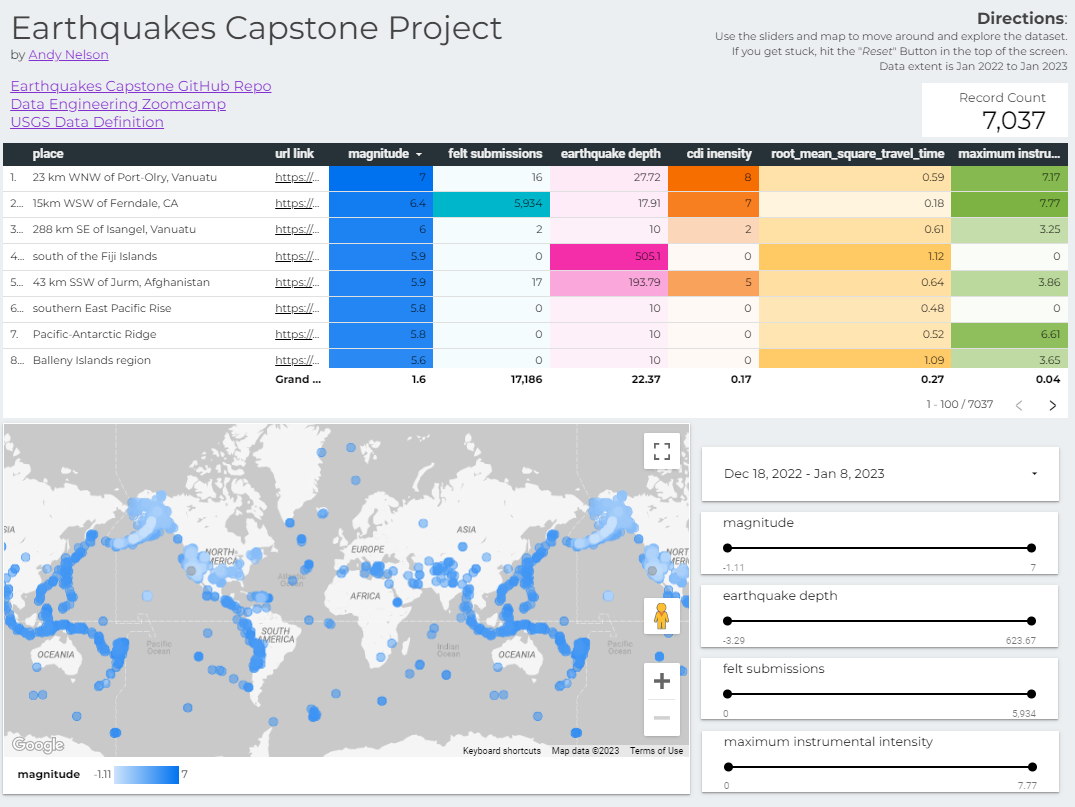 Earthquakes Capstone Project
by Andy Nelson
Earthquakes Capstone GitHub Repo
Data Engineering Zoomcamp
USGS Data Definition
Directions:
Use the sliders and map to move around and explore the dataset.
If you get stuck, hit the "Reset" Button in the top of the screen.
Data extent is Jan 2022 to Jan 2023
Record Count
7,037
place url link magnitude felt submissions earthquake depth cdi inensity root_mean_square_travel_time maximum instru...
1. 23 km WNW of Port-Olry, Vanuatu https://... 7 16 27.72 8 0.59 7.17
2... 15km WSW of Ferndale, CA https://... 6.4 5,934 17.91 7 0.18 7.77
3... 288 km SE of Isangel, Vanuatu https://... 6 2 10 2 0.61 3.25
4... south of the Fiji Islands https://... 5.9 0 505.1 0 1.12 0
5... 43 km SSW of Jurm, Afghanistan https://... 5.9 17 193.79 5 0.64 3.86
6... southern East Pacific Rise https://... 5.8 0 10 0 0.48 0
7. Pacific-Antarctic Ridge https://... 5.8 0 10 0 0.52 6.61
8... Balleny Islands region https://... 5.6 0 10 0 1.09 3.65
Grand ... 1.6 17,186 22.37 0.17 0.27 0.04
1 - 100 / 7037
SIA
NORTH
AMERICA
EUROPE
ASIA
NORT
AMERI
Ocean
AFRICA
SOUTH
AMERICA
OCEANIA
Pacific
Ocean
Indian
Ocean
OCEANIA
Pacific
Ocean
Google
Keyboard shortcuts Map data ©2023 Terms of Use
magnitude -1.11 7
Dec 18, 2022 - Jan 8, 2023
magnitude
-1.11 7
earthquake depth
-3.29 623.67
felt submissions
0 5,934
maximum instrumental intensity
0 7.77